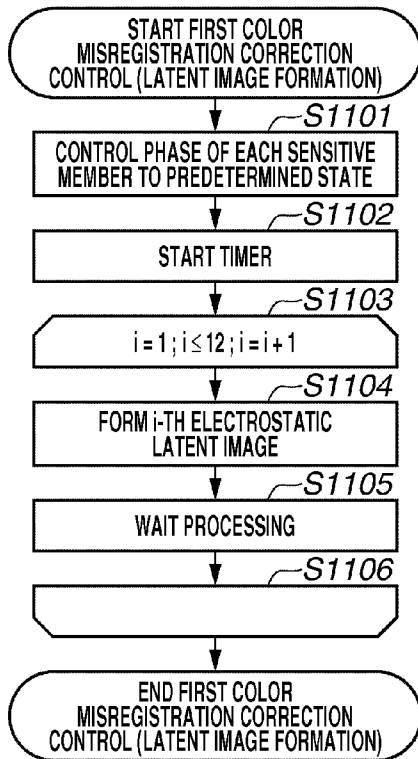 START FIRST COLOR
MISREGISTRATION CORRECTION
CONTROL (LATENT IMAGE FORMATION)
S1101
CONTROL PHASE OF EACH SENSITIVE
MEMBER TO PREDETERMINED STATE
S1102
START TIMER
S1103
i = 1 ; i ≤ 12 ; i = i + 1
S1104
FORM i-TH ELECTROSTATIC
LATENT IMAGE
S1105
WAIT PROCESSING
S1106
END FIRST COLOR
MISREGISTRATION CORRECTION
CONTROL (LATENT IMAGE FORMATION)